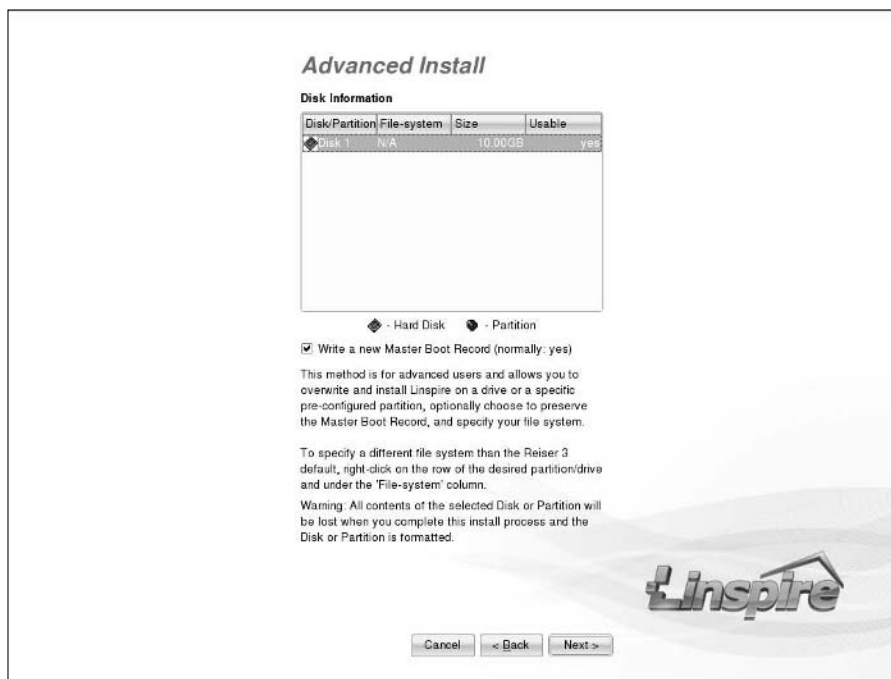 Advanced Install
Disk Information
Disk/Partition File-system Size Usable
Disk 1 N/A 10.00GB yes
- Hard Disk - Partition
Write a new Master Boot Record (normally: yes)
This method is for advanced users and allows you to
overwrite and install Linspire on a drive or a specific
pre-configured partition, optionally choose to preserve
the Master Boot Record, and specify your file system.
To specify a different file system than the Reiser 3
default, right-click on the row of the desired partition/drive
and under the 'File-system' column.
Warning: All contents of the selected Disk or Partition will
be lost when you complete this install process and the
Disk or Partition is formatted.
Linspire
Cancel < Back Next >